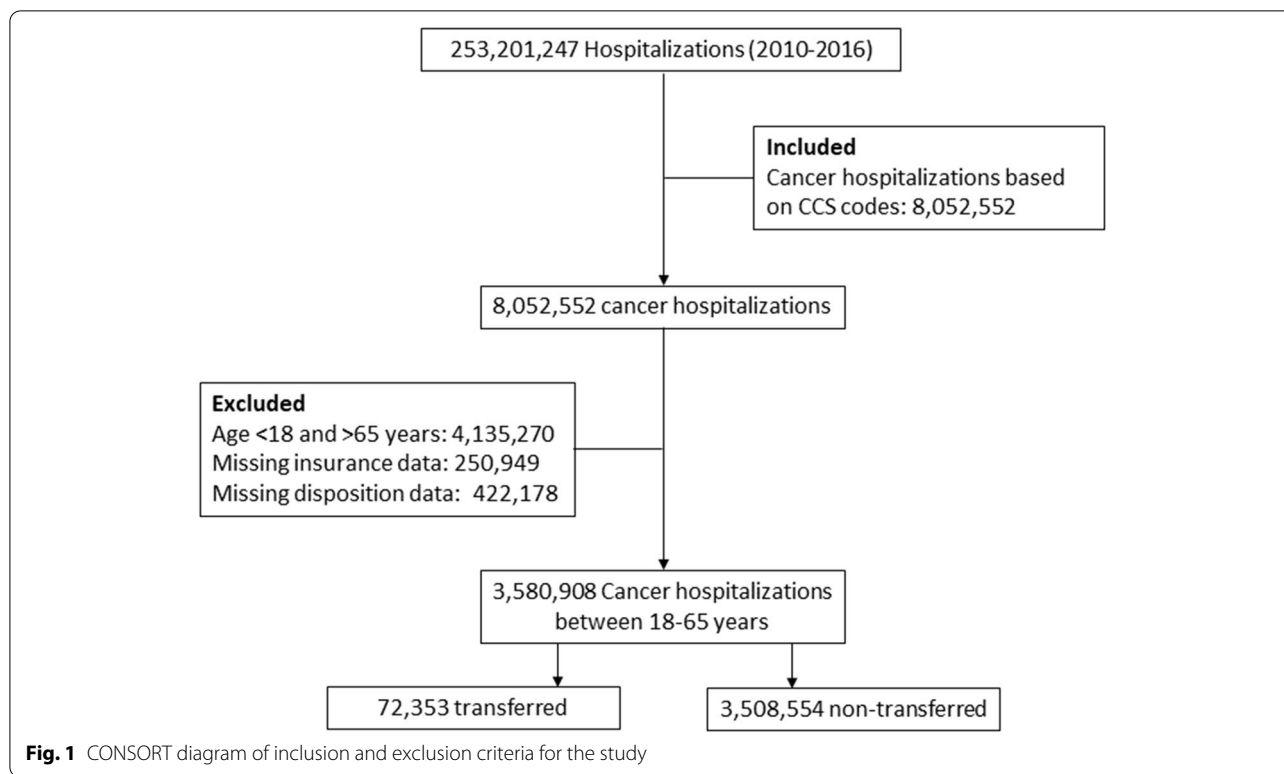 253,201,247 Hospitalizations (2010-2016)
Included
Cancer hospitalizations based
on CCS codes: 8,052,552
8,052,552 cancer hospitalizations
Excluded
Age <18 and >65 years: 4,135,270
Missing insurance data: 250,949
Missing disposition data: 422,178
3,580,908 Cancer hospitalizations
between 18-65 years
72,353 transferred
3,508,554 non-transferred
Fig. 1 CONSORT diagram of inclusion and exclusion criteria for the study